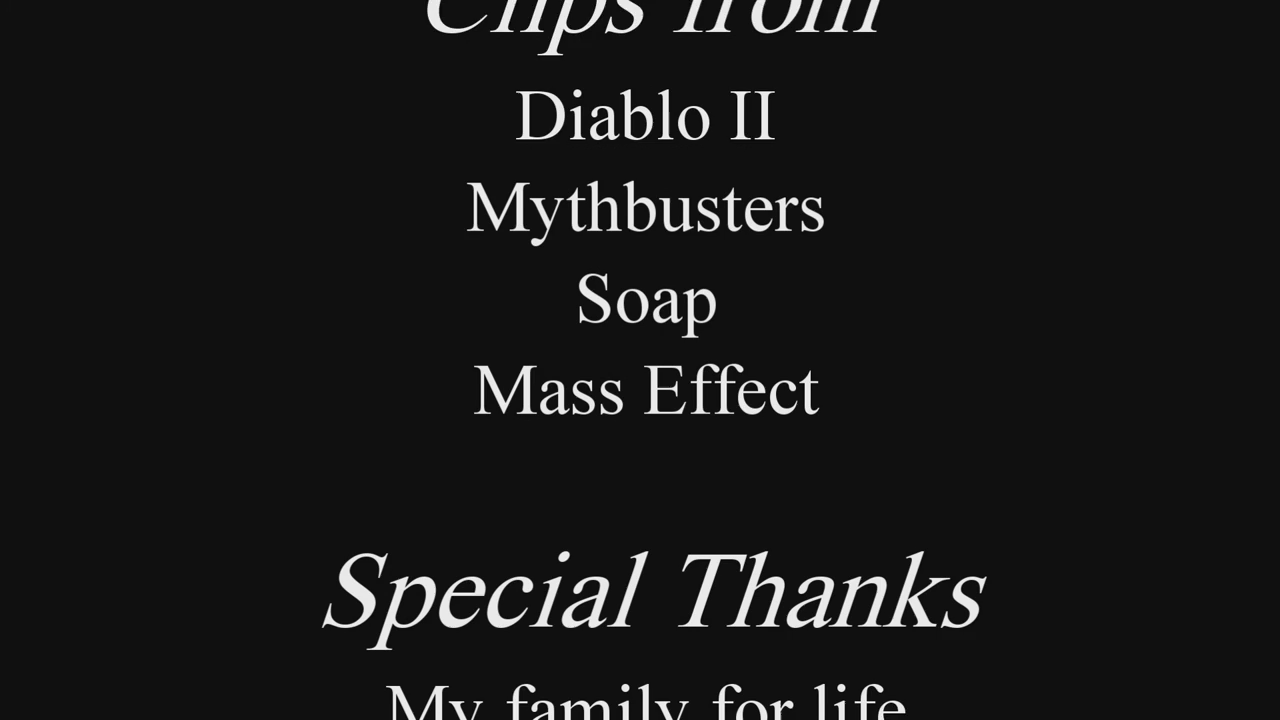 Clips from
Diablo II
Mythbusters
Soap
Mass Effect
Special Thanks
My family for life